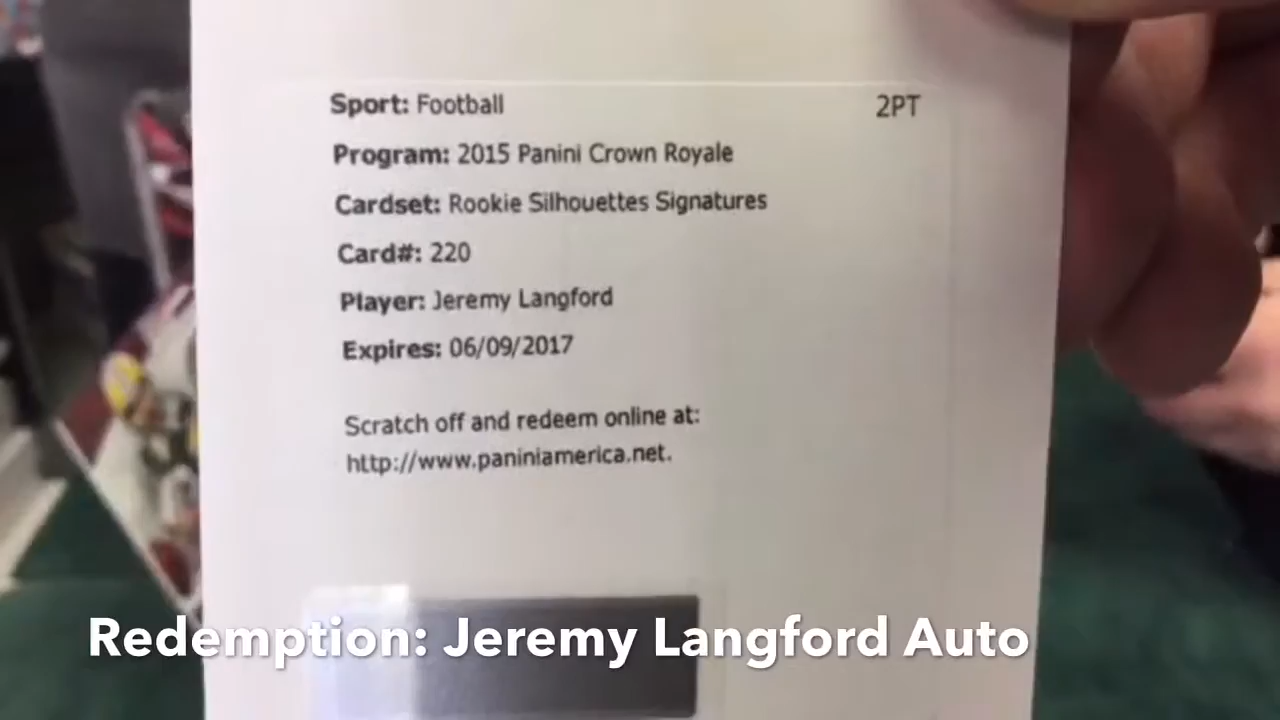 Sport: Football 2PT
Program: 2015 Panini Crown Royale
Cardset: Rookie Silhouettes Signatures
Card#: 220
Player: Jeremy Langford
Expires: 06/09/2017
Scratch off and redeem online at:
http://www.paniniamerica.net.
Redemption: Jeremy Langford Auto